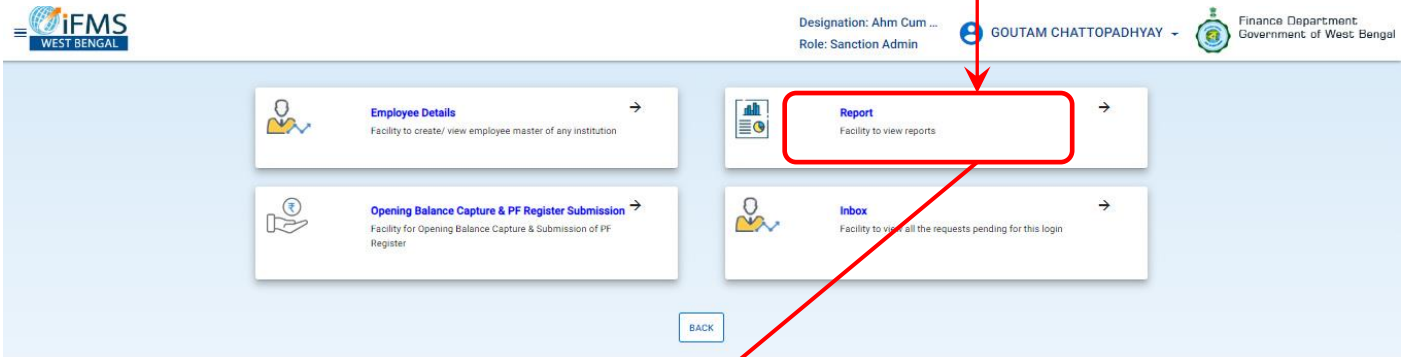 iFMS
WEST BENGAL
Designation: Ahm Cum ...
Role: Sanction Admin
GOUTAM CHATTOPADHYAY
Finance Department
Government of West Bengal
Employee Details
Facility to create/ view employee master of any institution
Report
Facility to view reports
Opening Balance Capture & PF Register Submission
Facility for Opening Balance Capture & Submission of PF
Register
Inbox
Facility to view all the requests pending for this login
BACK